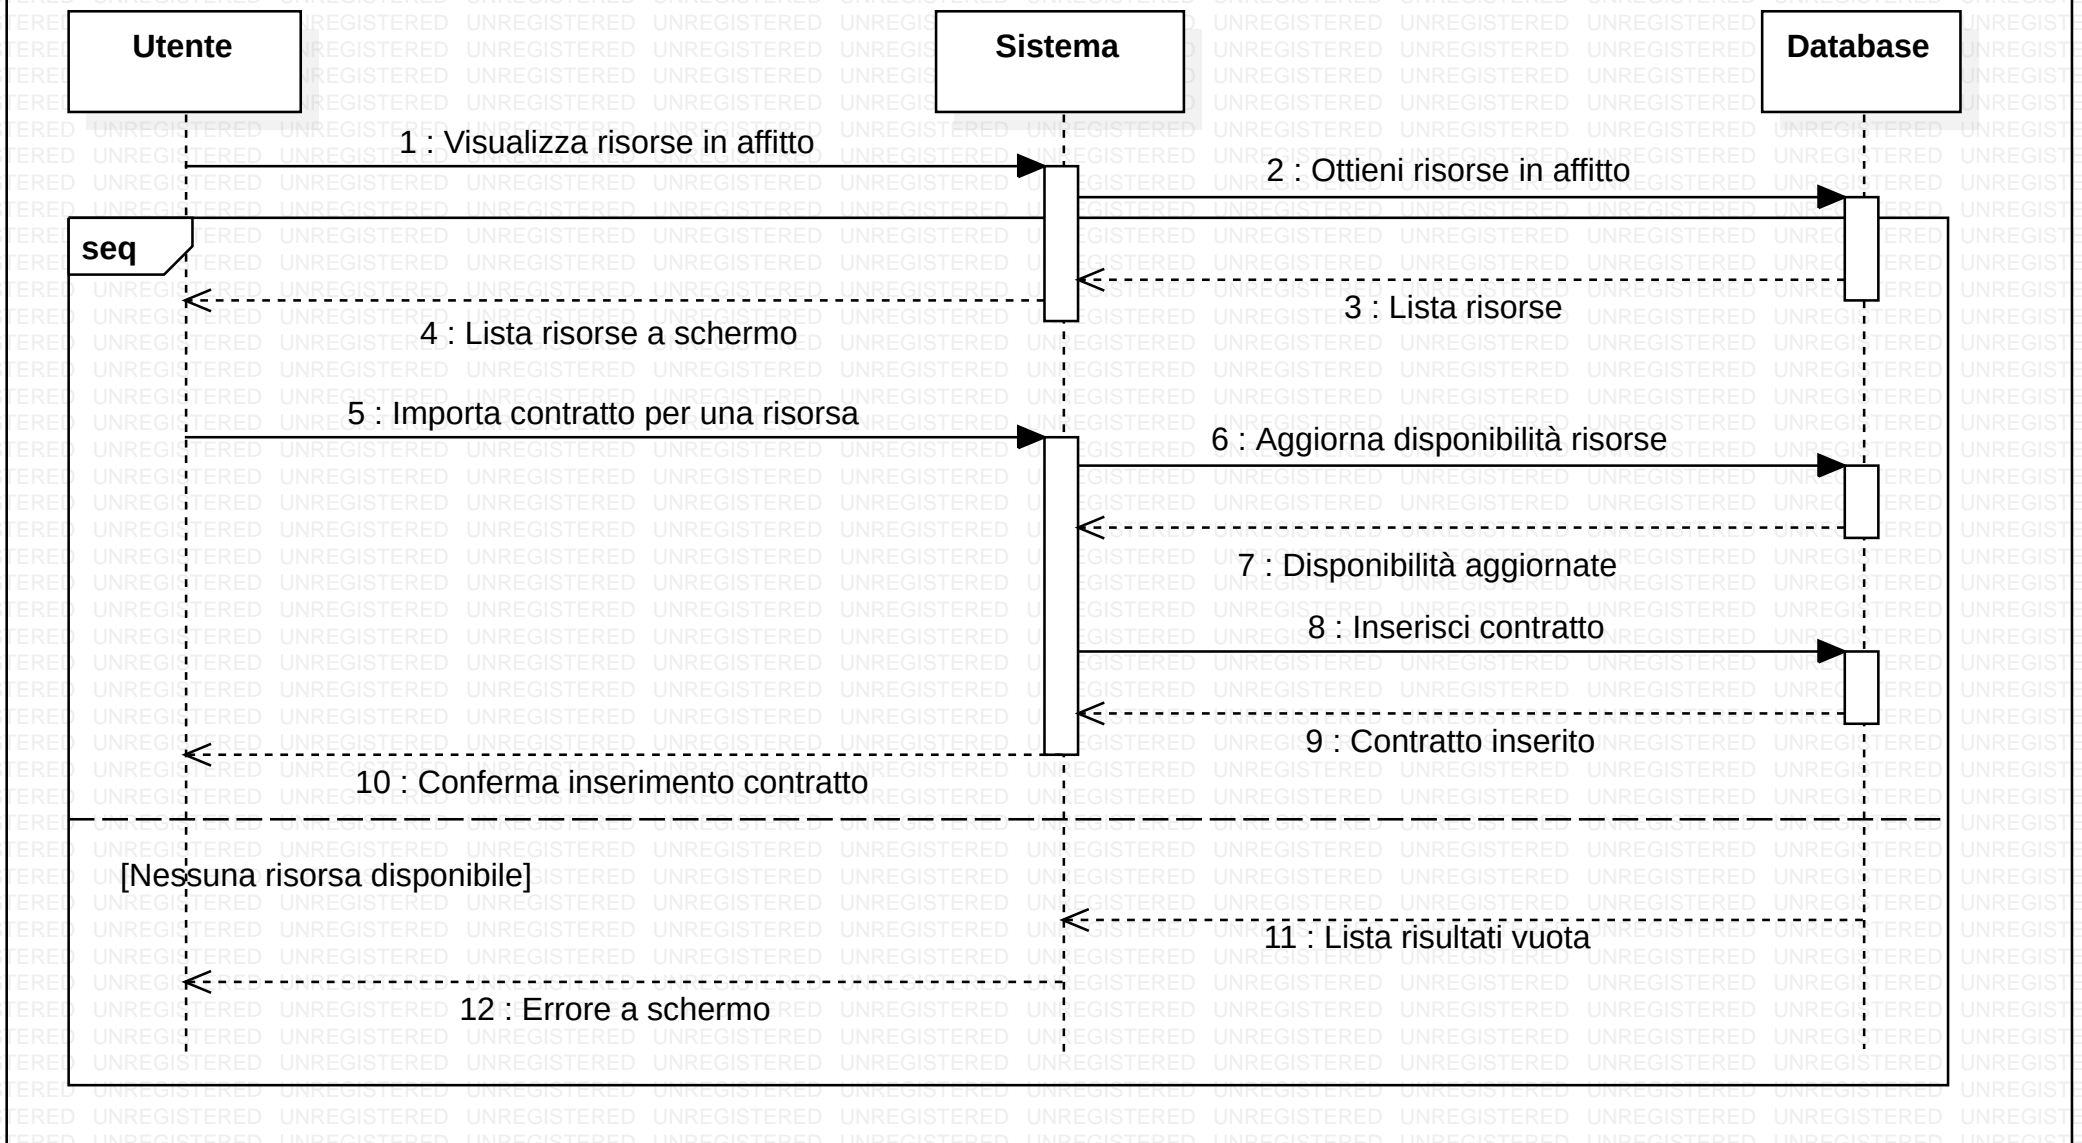 Utente
Sistema
Database
1 : Visualizza risorse in affitto
2 : Ottieni risorse in affitto
seq
3 : Lista risorse
4 : Lista risorse a schermo
5 : Importa contratto per una risorsa
6 : Aggiorna disponibilità risorse
7 : Disponibilità aggiornate
8 : Inserisci contratto
9 : Contratto inserito
10 : Conferma inserimento contratto
[Nessuna risorsa disponibile]
11 : Lista risultati vuota
12 : Errore a schermo
UNREGISTERED